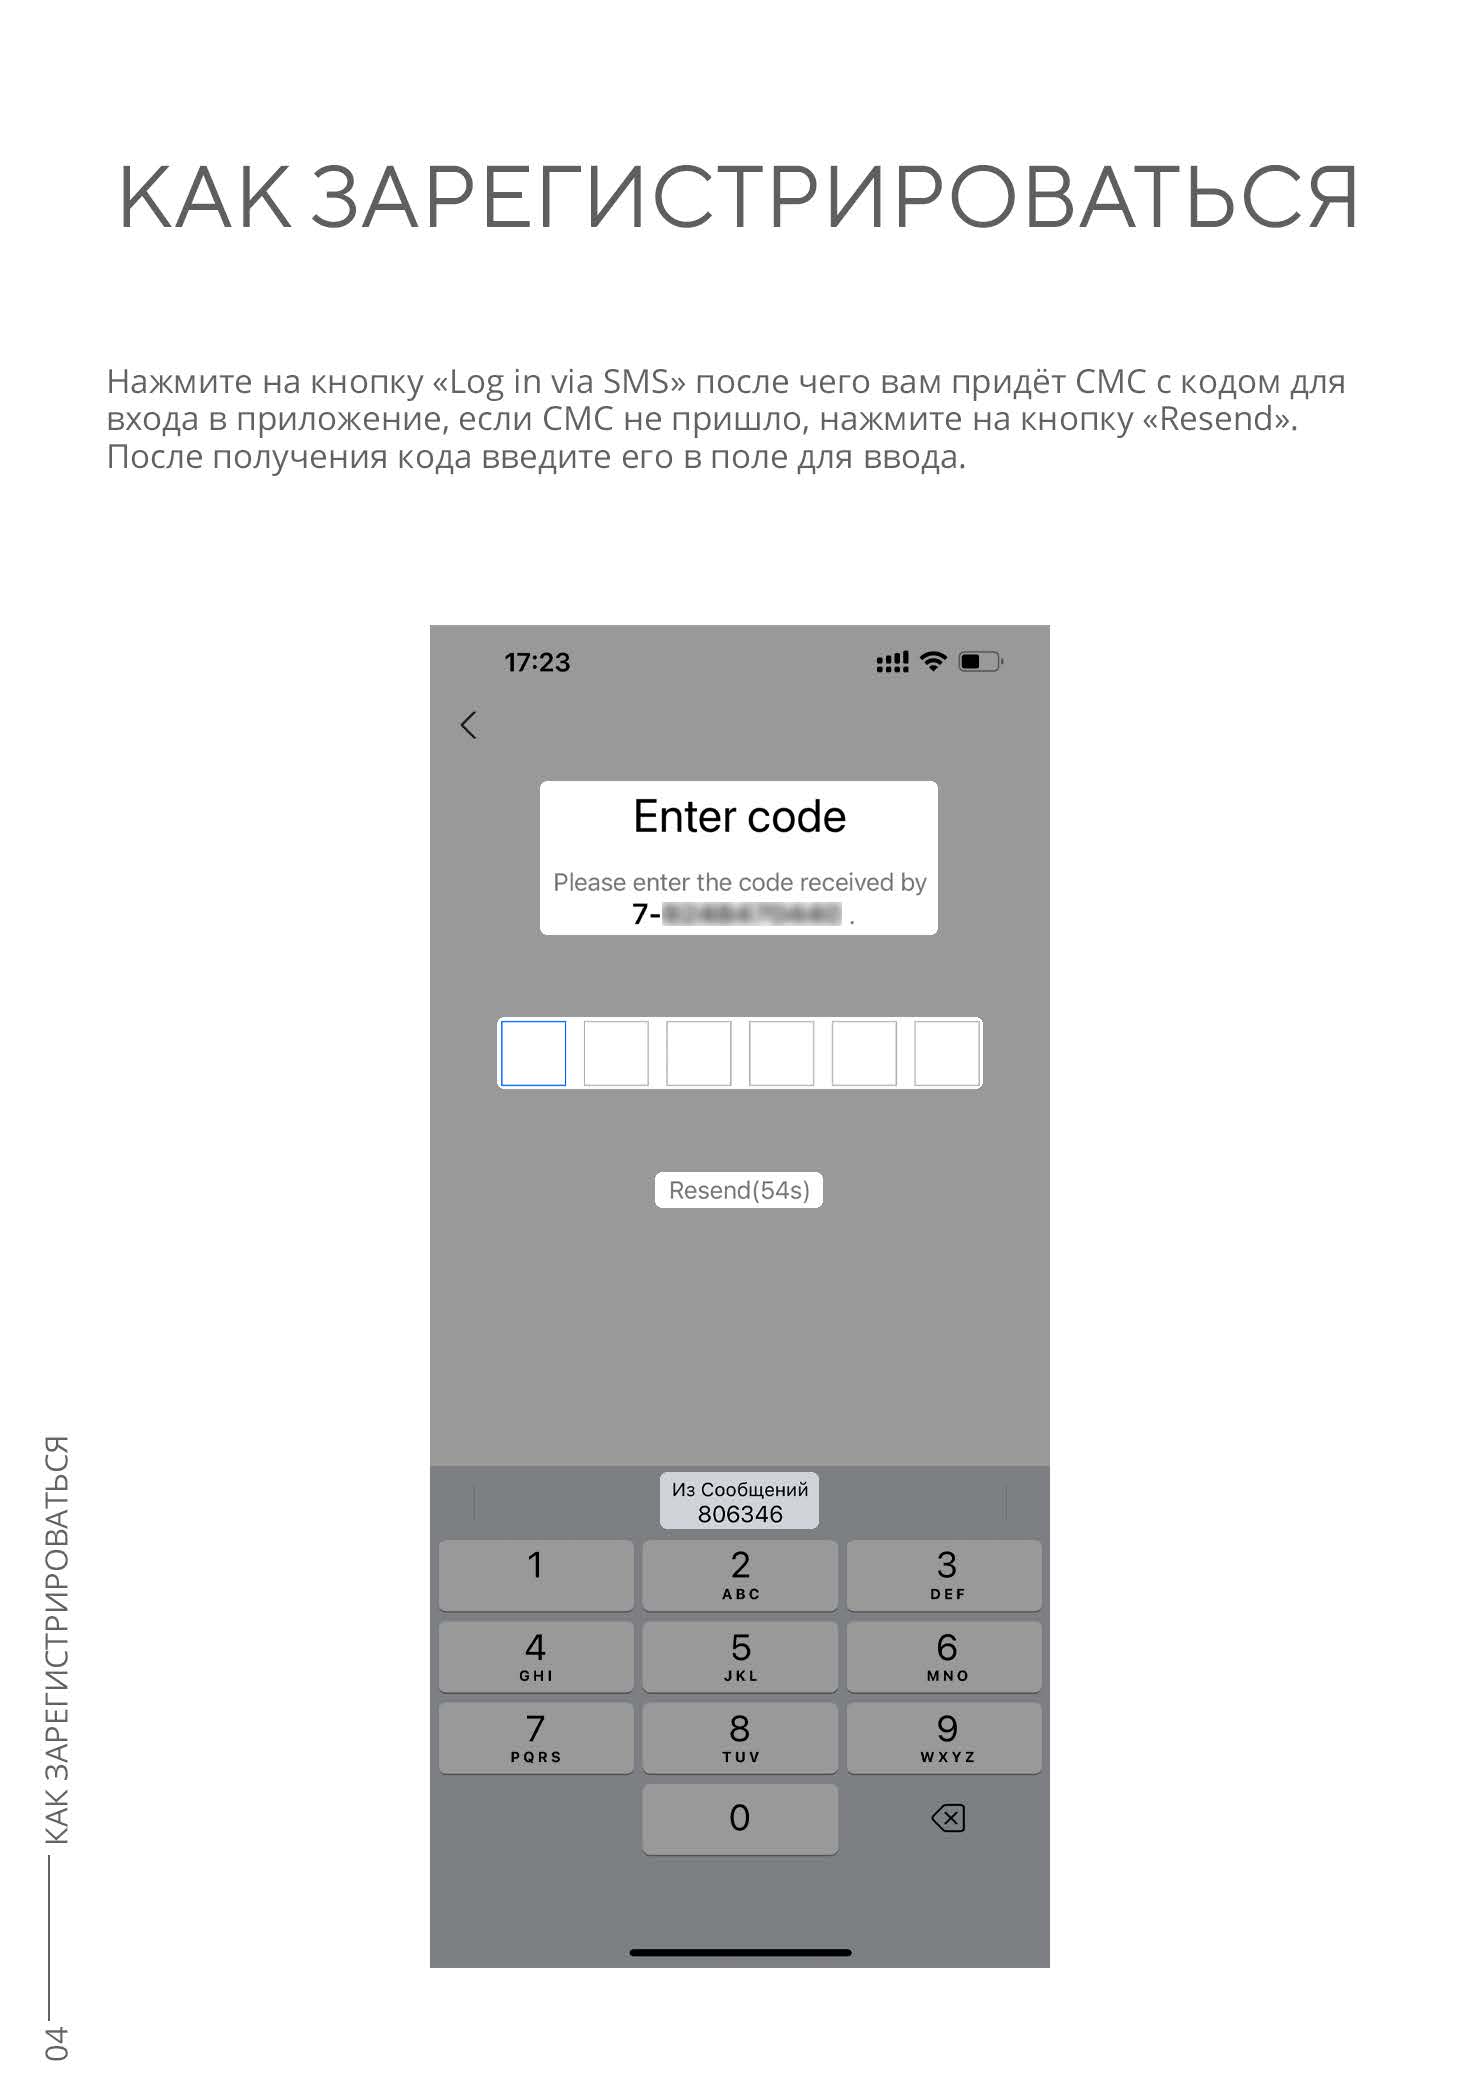 КАК ЗАРЕГИСТРИРОВАТЬСЯ
Нажмите на кнопку «Log in via SMS» после чего вам придёт СМС с кодом для
входа в приложение, если СМС не пришло, нажмите на кнопку «Resend».
После получения кода введите его в поле для ввода.
17:23
Enter code
Please enter the code received by
7- .
Resend(54s)
Из Сообщений
806346
1
2
3
ABC
DEF
4
5
6
GHI
JKL
MNO
7
8
9
PQRS
TUV
WXYZ
0
КАК ЗАРЕГИСТРИРОВАТЬСЯ
04